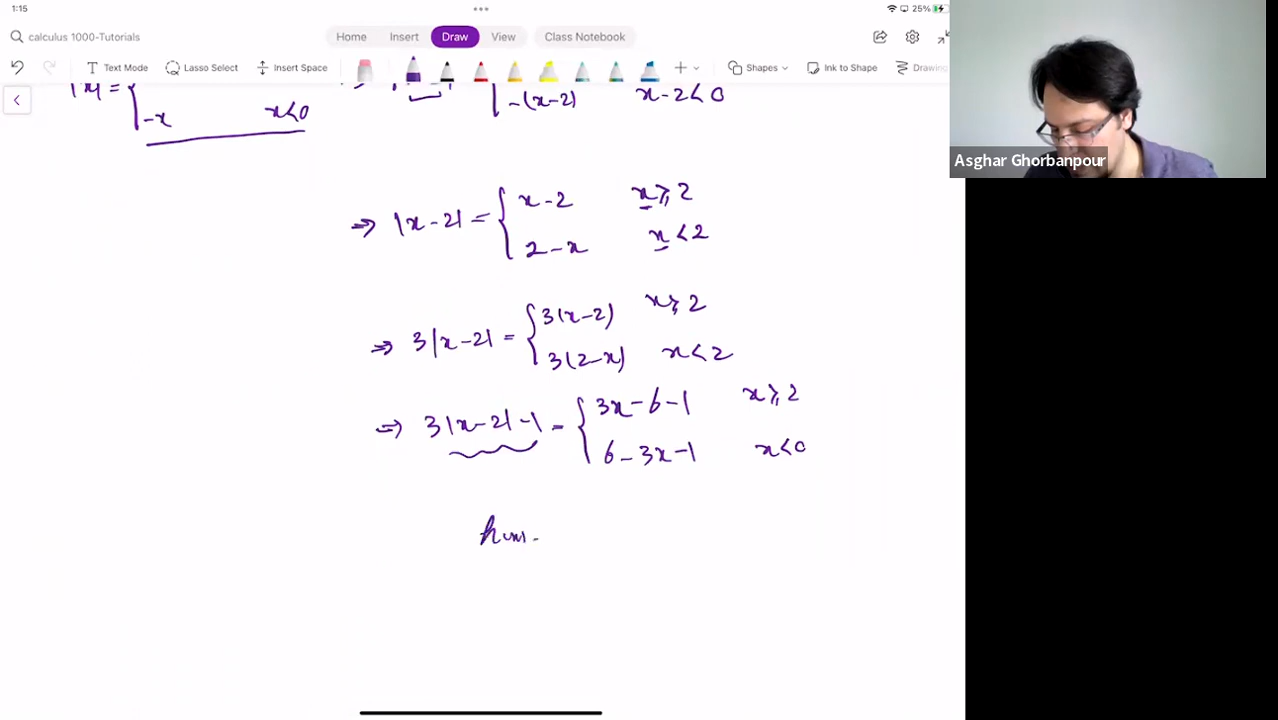 1:15
25%
calculus 1000-Tutorials
Home Insert Draw View Class Notebook
Text Mode Lasso Select Insert Space Shapes Ink to Shape Drawing
|x| =
-x x<0
-(x-2) x-2<0
Asghar Ghorbanpour
⇒ |x-2| = { x-2 x⩾2
2-x x<2
⇒ 3|x-2| = { 3(x-2) x⩾2
3(2-x) x<2
⇒ 3|x-2|-1 = { 3x-6-1 x⩾2
6-3x-1 x<0
h(x) -